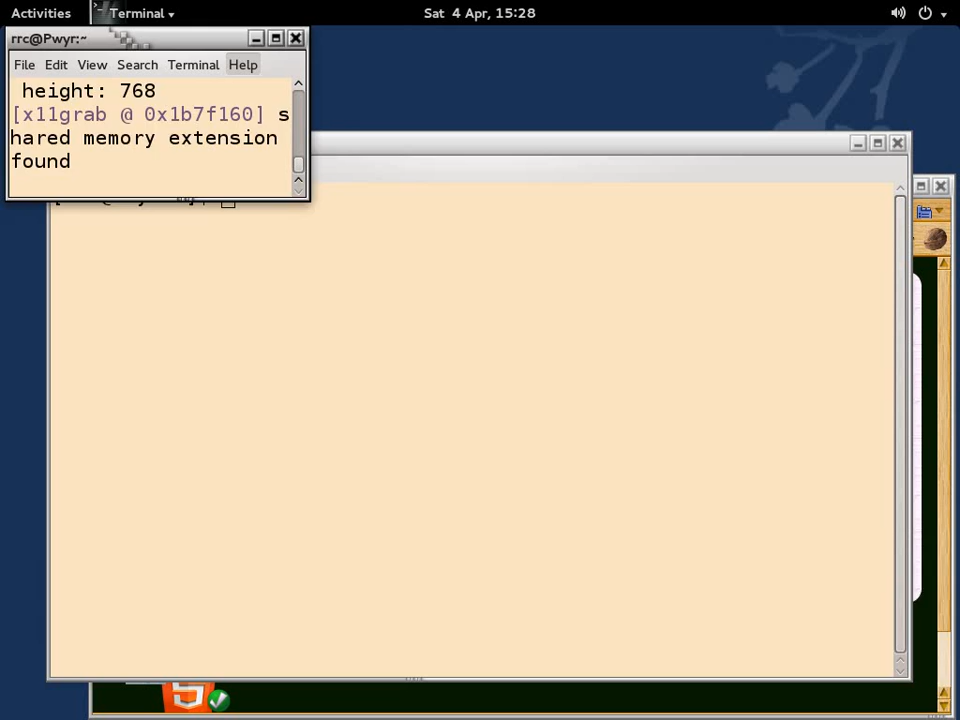 Activities
Terminal
Sat 4 Apr, 15:28
rrc@Pwyr:~
File Edit View Search Terminal Help
height: 768
[x11grab @ 0x1b7f160] s
hared memory extension
found